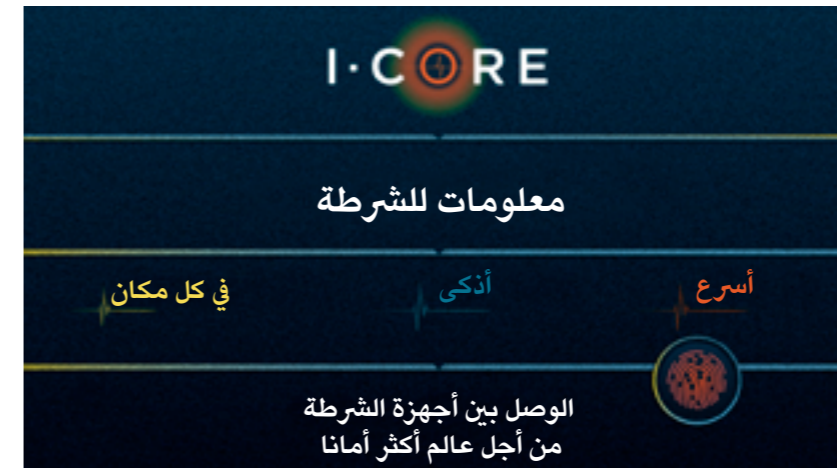 I·CORE
معلومات للشرطة
أسرع
أذكى
في كل مكان
الوصل بين أجهزة الشرطة
من أجل عالم أكثر أمانا